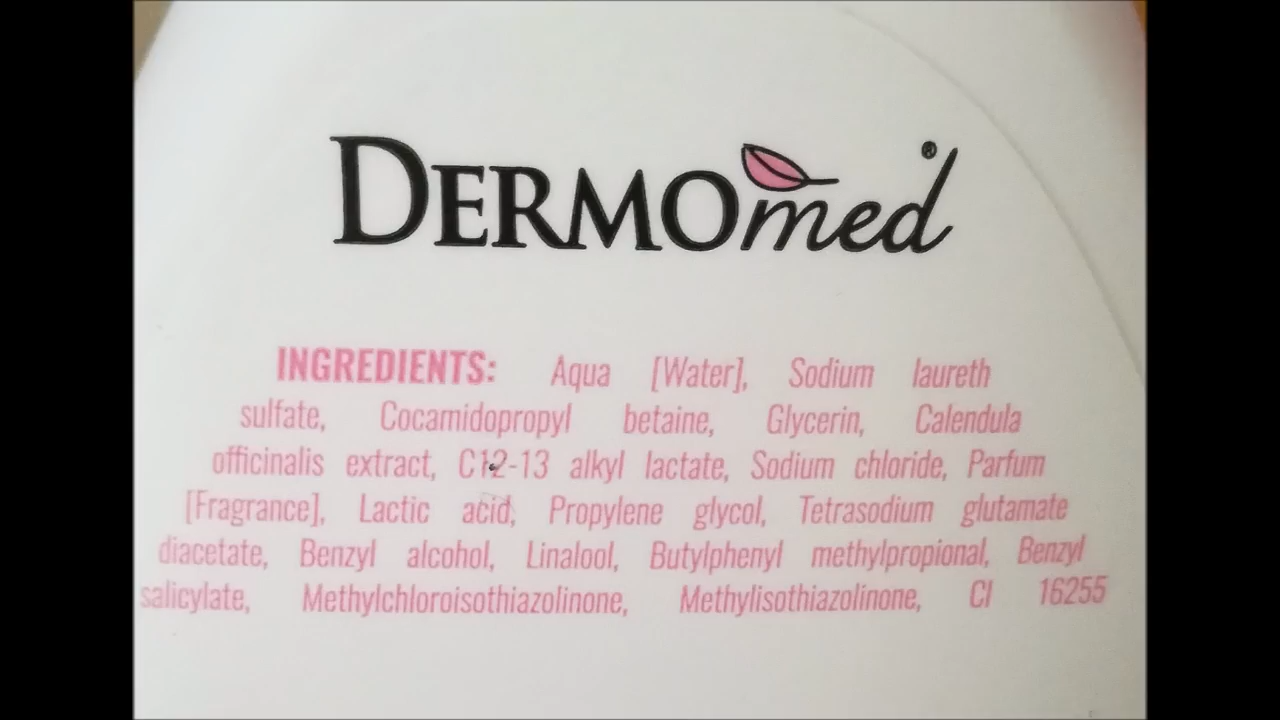 DERMOmed®
INGREDIENTS: Aqua [Water], Sodium laureth
sulfate, Cocamidopropyl betaine, Glycerin, Calendula
officinalis extract, C12-13 alkyl lactate, Sodium chloride, Parfum
[Fragrance], Lactic acid, Propylene glycol, Tetrasodium glutamate
diacetate, Benzyl alcohol, Linalool, Butylphenyl methylpropional, Benzyl
salicylate, Methylchloroisothiazolinone, Methylisothiazolinone, CI 16255